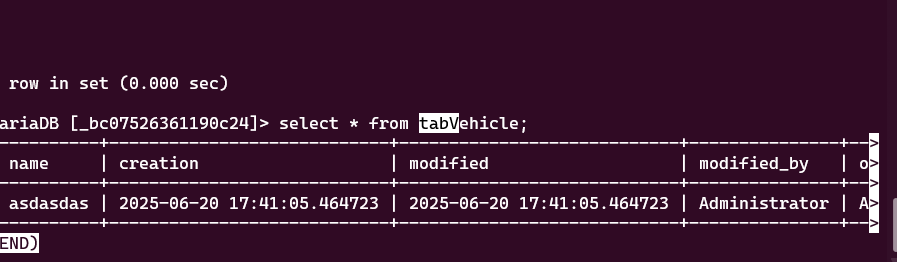 row in set (0.000 sec)
ariaDB [_bc07526361190c24]> select * from tabVehicle;
----------+----------------------------+----------------------------+---------------+-->
name | creation | modified | modified_by | o>
----------+----------------------------+----------------------------+---------------+-->
asdasdas | 2025-06-20 17:41:05.464723 | 2025-06-20 17:41:05.464723 | Administrator | A>
----------+----------------------------+----------------------------+---------------+-->
END)